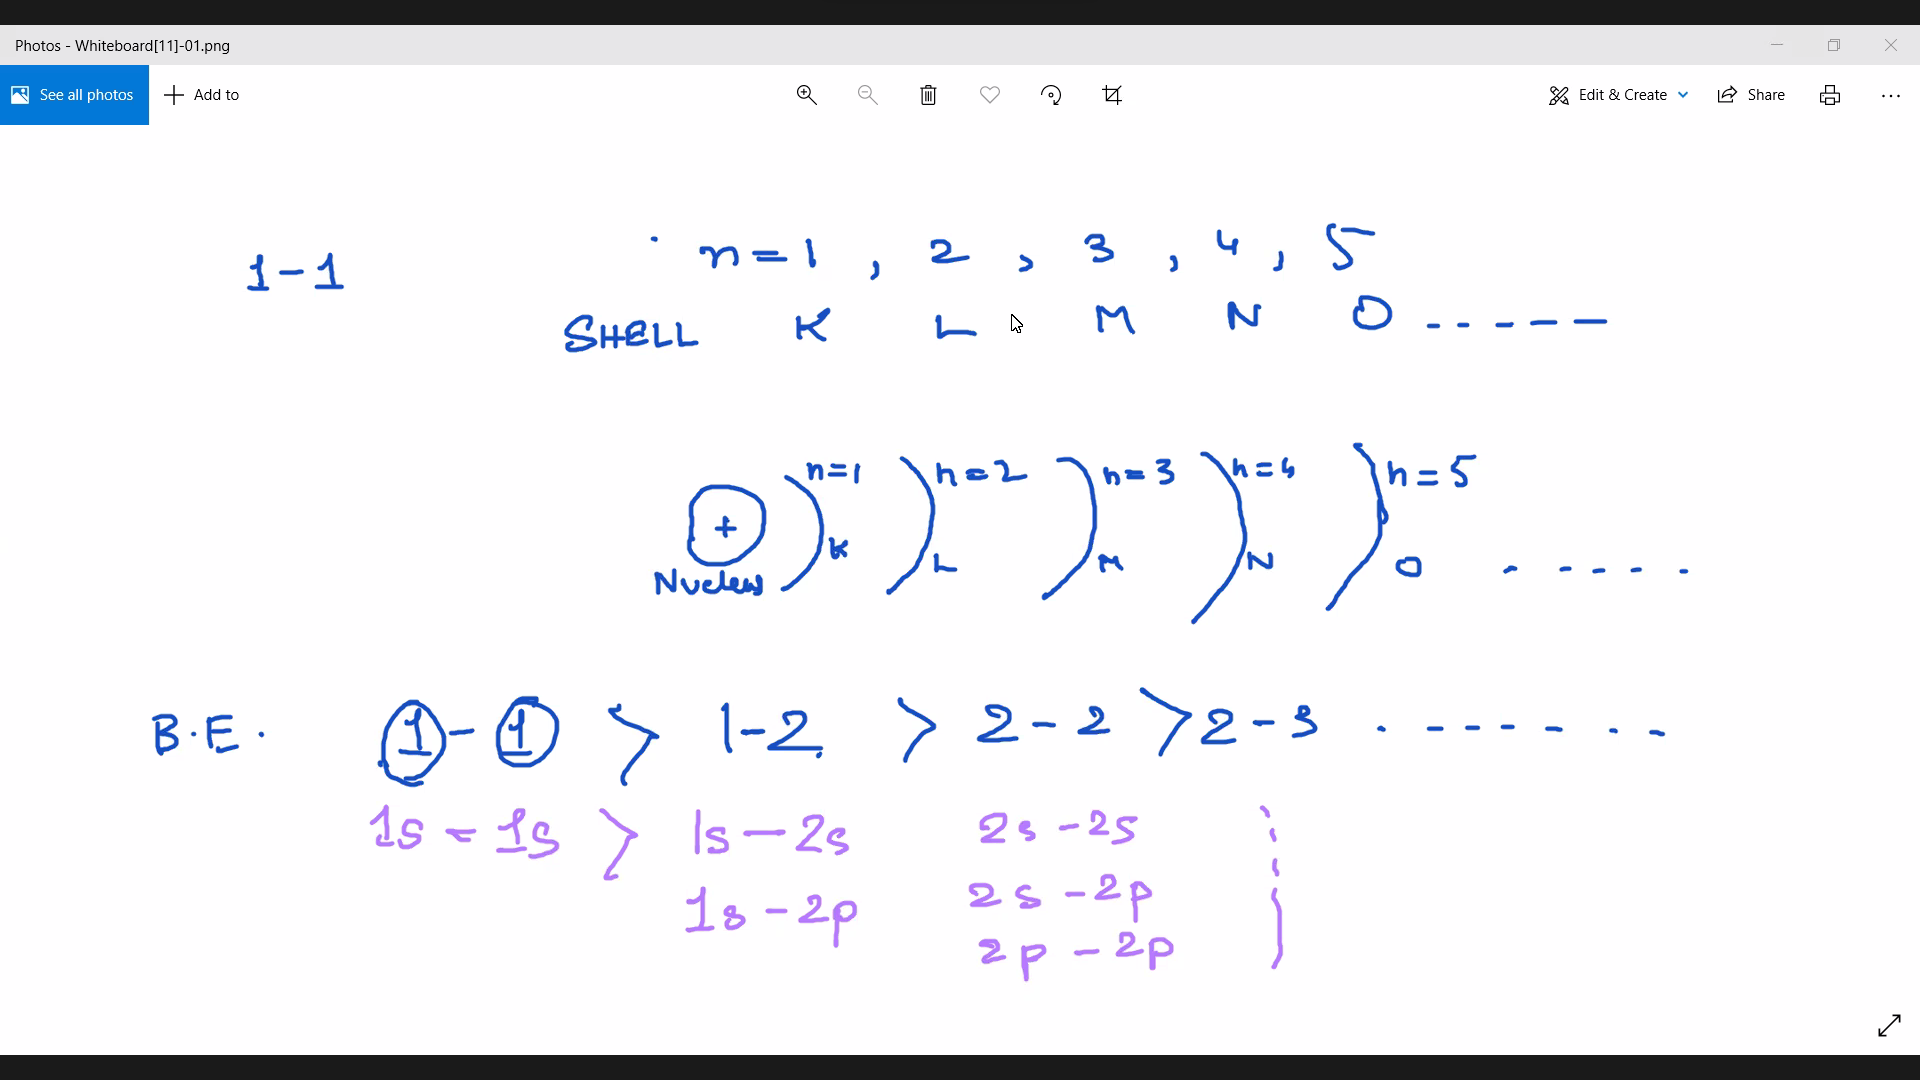 Photos - Whiteboard[11]-01.png
See all photos
Add to
Edit & Create
Share
1-1
n=1 , 2 , 3 , 4 , 5
SHELL K L M N O -----
n=1 n=2 n=3 n=4 n=5
+
K L M N O . - - - .
Nucleus
B.E. 1-1 > 1-2 > 2-2 > 2-3 . ---- . .
1s - 1s > 1s - 2s 2s - 2s
1s - 2p 2s - 2p
2p - 2p